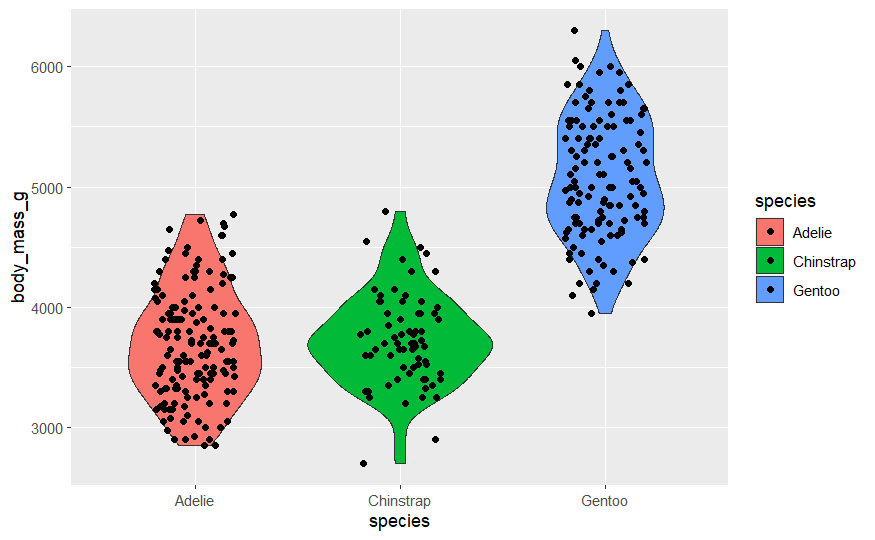 body_mass_g
6000
5000
4000
3000
Adelie
Chinstrap
Gentoo
species
species
Adelie
Chinstrap
Gentoo